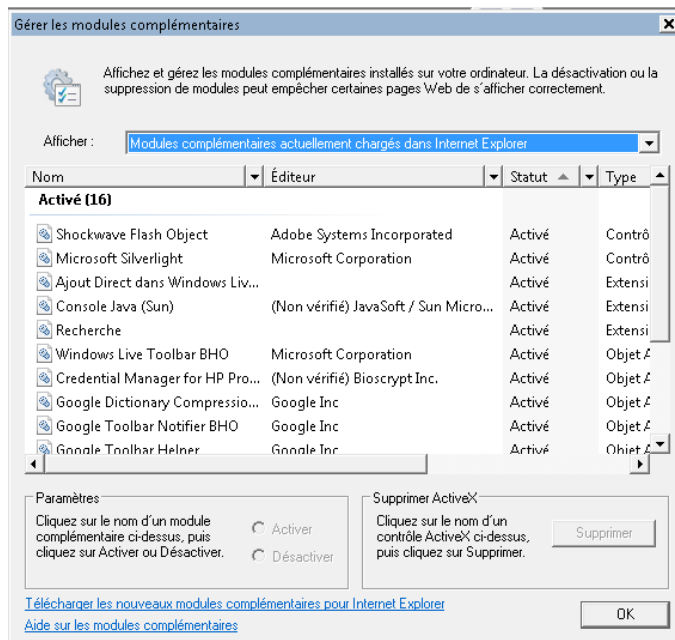 Gérer les modules complémentaires
Affichez et gérez les modules complémentaires installés sur votre ordinateur. La désactivation ou la
suppression de modules peut empêcher certaines pages Web de s´afficher correctement.
Afficher : Modules complémentaires actuellement chargés dans Internet Explorer
Nom Éditeur Statut Type
Activé (16)
Shockwave Flash Object Adobe Systems Incorporated Activé Contrô
Microsoft Silverlight Microsoft Corporation Activé Contrô
Ajout Direct dans Windows Liv... Activé Extensi
Console Java (Sun) (Non vérifié) JavaSoft / Sun Micro... Activé Extensi
Recherche Activé Extensi
Windows Live Toolbar BHO Microsoft Corporation Activé Objet A
Credential Manager for HP Pro... (Non vérifié) Bioscrypt Inc. Activé Objet A
Google Dictionary Compressio... Google Inc Activé Objet A
Google Toolbar Notifier BHO Google Inc Activé Objet A
Google Toolbar Helper Google Inc Activé Objet A
Paramètres
Cliquez sur le nom d´un module
complémentaire ci-dessus, puis
cliquez sur Activer ou Désactiver.
Activer
Désactiver
Supprimer ActiveX
Cliquez sur le nom d´un
contrôle ActiveX ci-dessus,
puis cliquez sur Supprimer.
Supprimer
Télécharger les nouveaux modules complémentaires pour Internet Explorer
Aide sur les modules complémentaires
OK